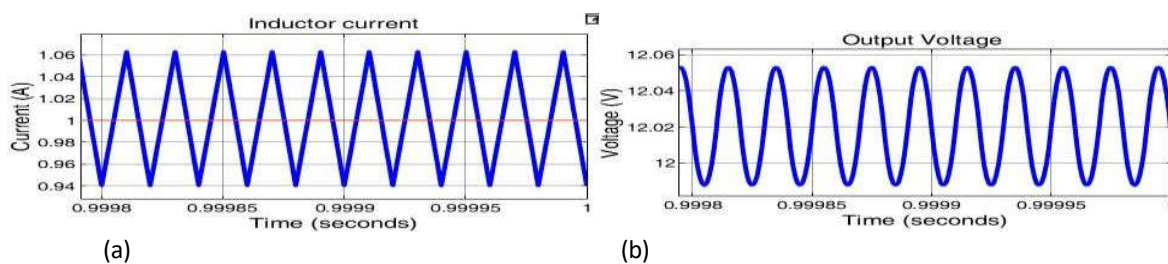 Inductor current
1.06
1.04
1.02
1
0.98
0.96
0.94
Current (A)
0.9998
0.99985
0.9999
0.99995
1
Time (seconds)
(a)
Output Voltage
12.06
12.04
12.02
12
Voltage (V)
0.9998
0.99985
0.9999
0.99995
Time (seconds)
(b)